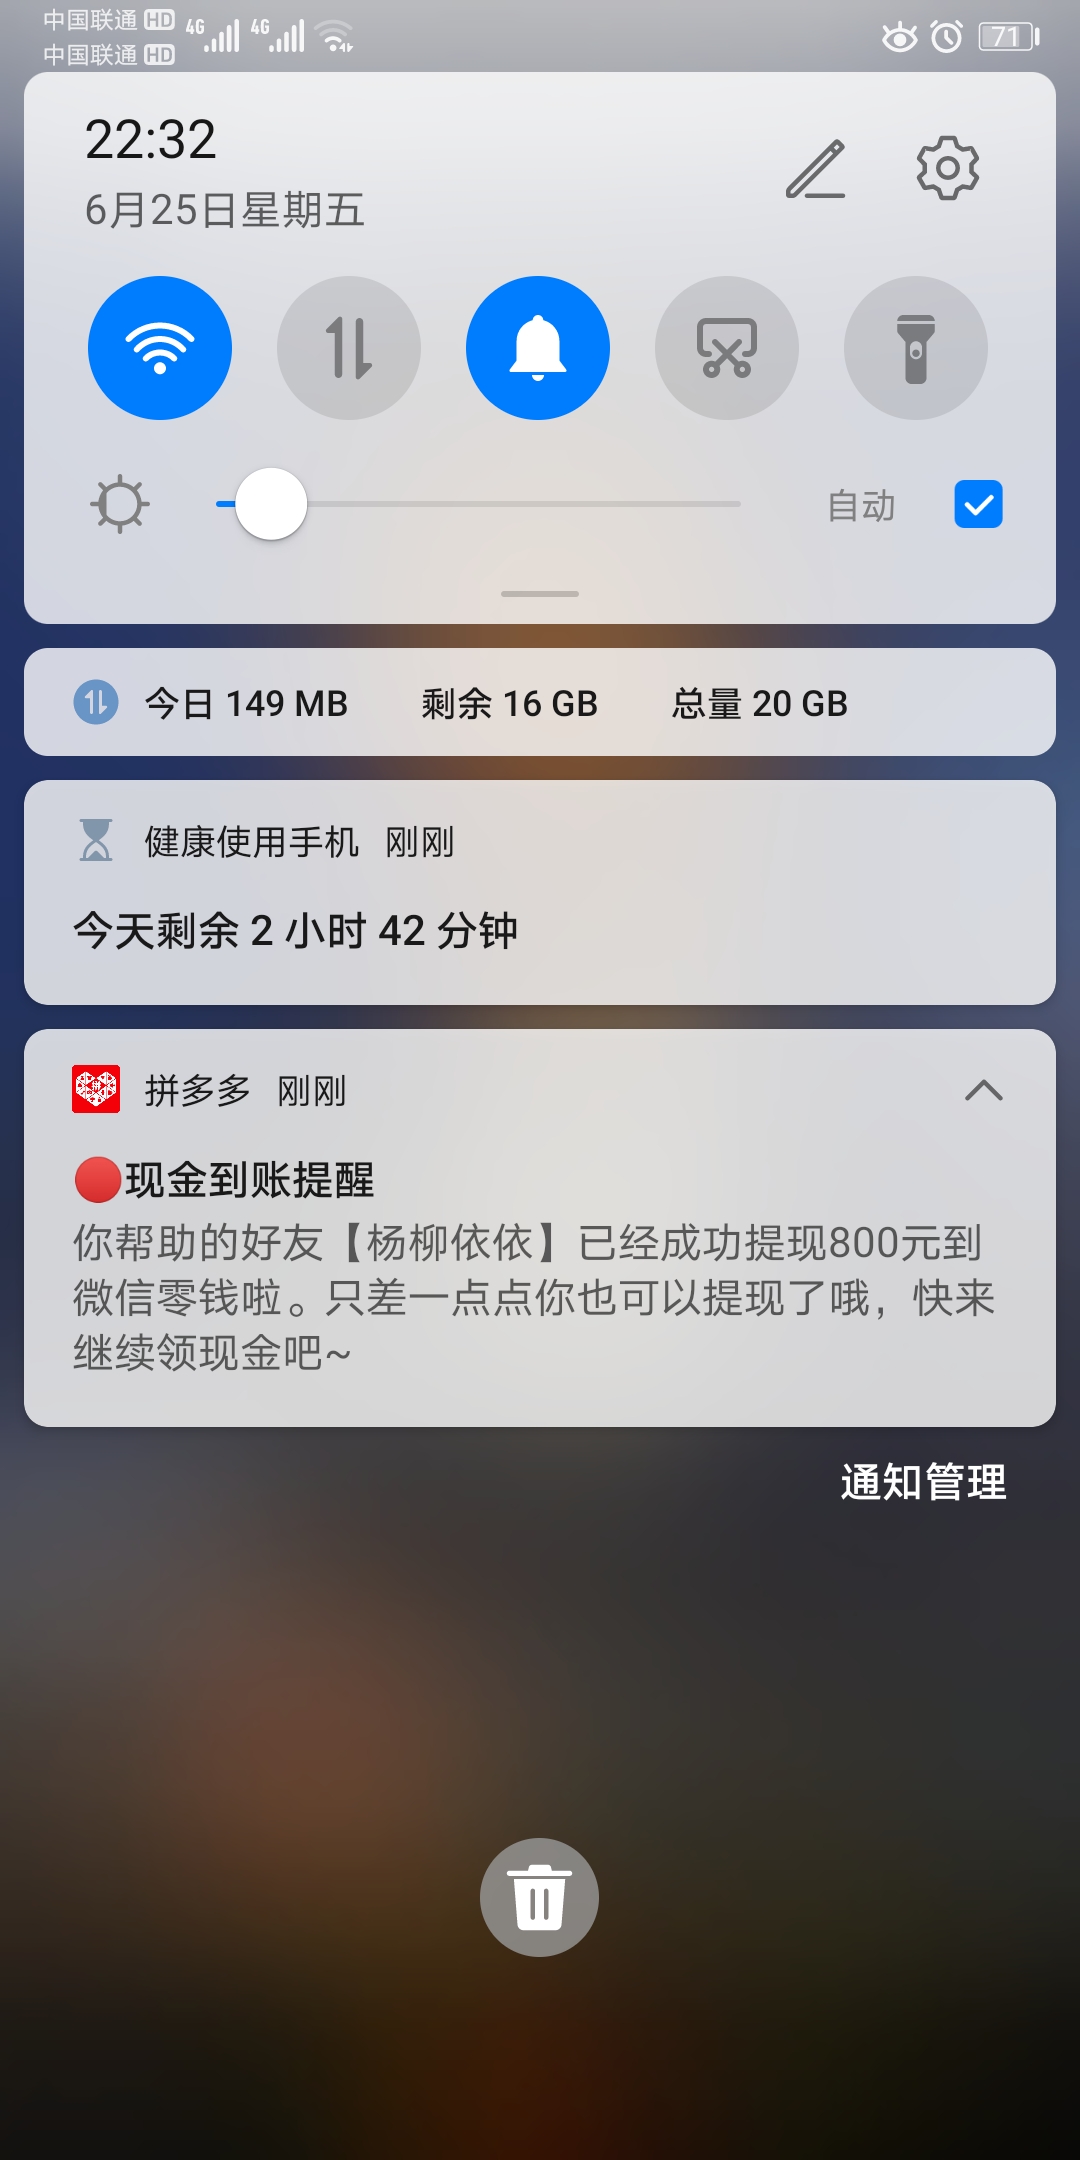 中国联通 HD 4G 4G
中国联通 HD
71
22:32
6月25日星期五
自动
今日 149 MB 剩余 16 GB 总量 20 GB
健康使用手机 刚刚
今天剩余 2 小时 42 分钟
拼多多 刚刚
🔴现金到账提醒
你帮助的好友【杨柳依依】已经成功提现800元到
微信零钱啦。只差一点点你也可以提现了哦，快来
继续领现金吧~
通知管理